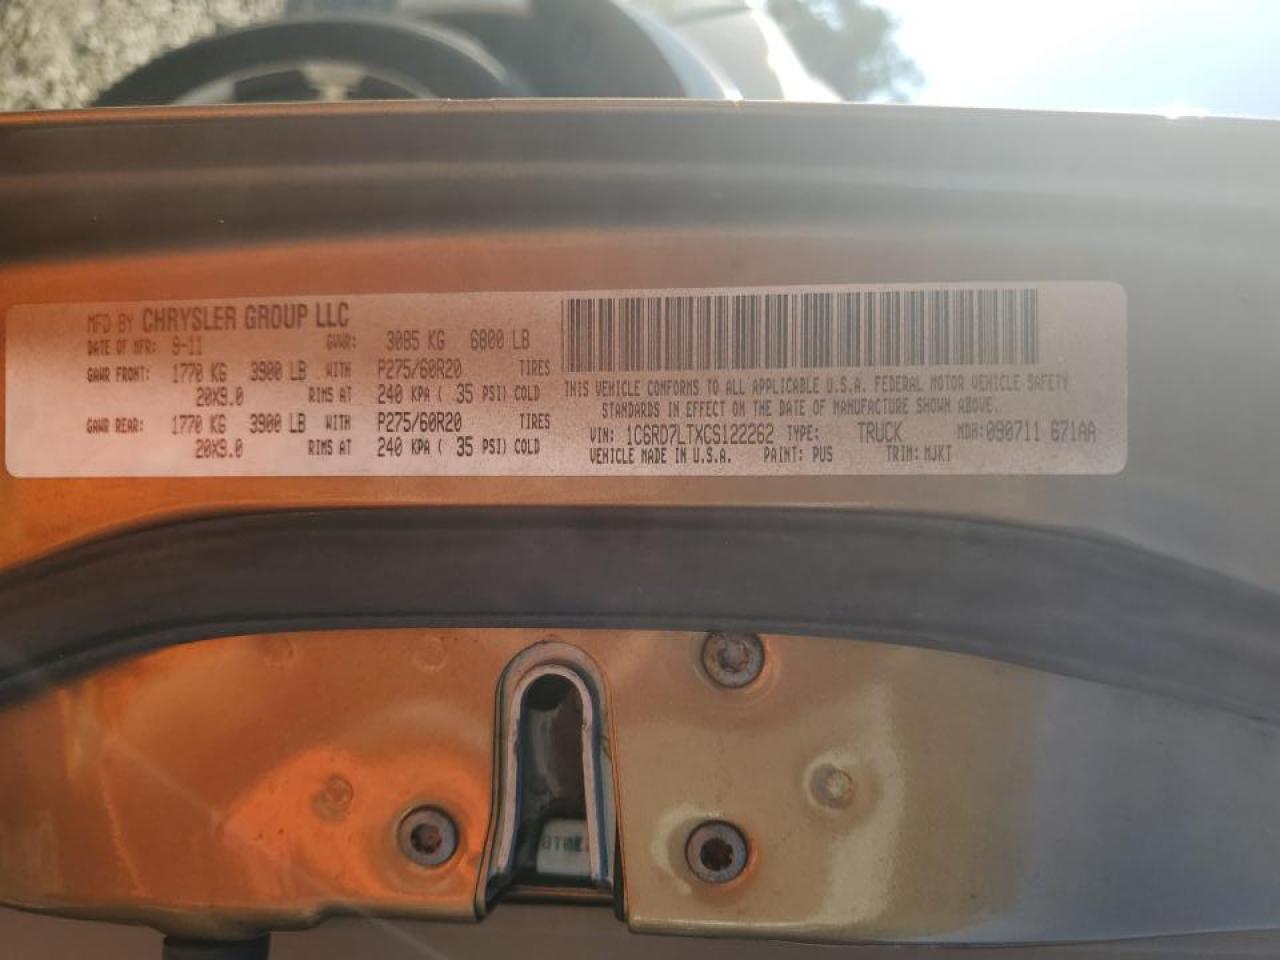 MFD BY CHRYSLER GROUP LLC
DATE OF MFR: 9-11 GVWR: 3085 KG 6800 LB
GAWR FRONT: 1770 KG 3900 LB WITH P275/60R20 TIRES
20X9.0 RIMS AT 240 KPA ( 35 PSI) COLD
GAWR REAR: 1770 KG 3900 LB WITH P275/60R20 TIRES
20X9.0 RIMS AT 240 KPA ( 35 PSI) COLD
THIS VEHICLE CONFORMS TO ALL APPLICABLE U.S.A. FEDERAL MOTOR VEHICLE SAFETY
STANDARDS IN EFFECT ON THE DATE OF MANUFACTURE SHOWN ABOVE.
VIN: 1C6RD7LTXCS122262 TYPE: TRUCK MDH:090711 671AA
VEHICLE MADE IN U.S.A. PAINT: PUS TRIM: MJKT